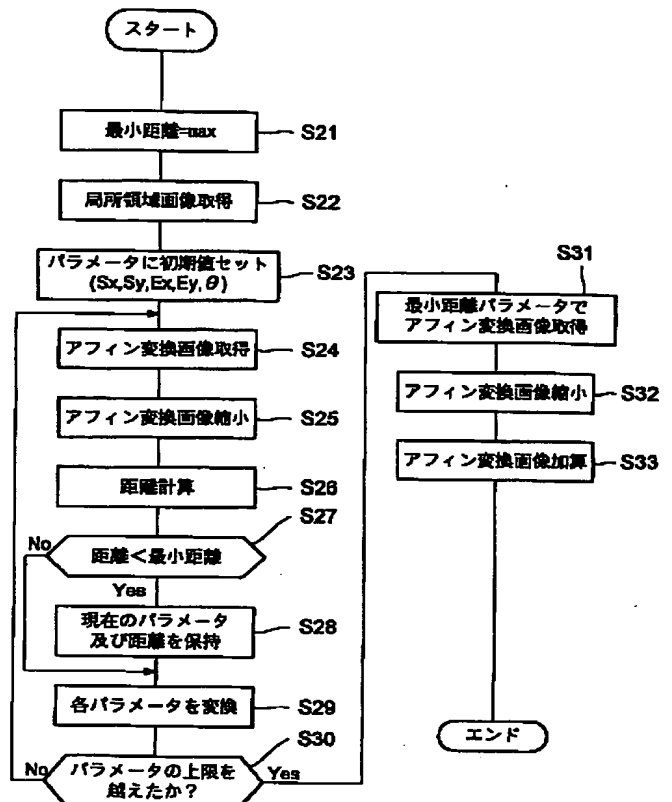 スタート
最小距離=max
S21
局所領域画像取得
S22
パラメータに初期値セット
(Sx,Sy,Ex,Ey,θ)
S23
アフィン変換画像取得
S24
アフィン変換画像縮小
S25
距離計算
S26
S27
No
距離<最小距離
Yes
現在のパラメータ
及び距離を保持
S28
各パラメータを変換
S29
S30
No
パラメータの上限を
越えたか?
Yes
S31
最小距離パラメータで
アフィン変換画像取得
アフィン変換画像縮小
S32
アフィン変換画像加算
S33
エンド